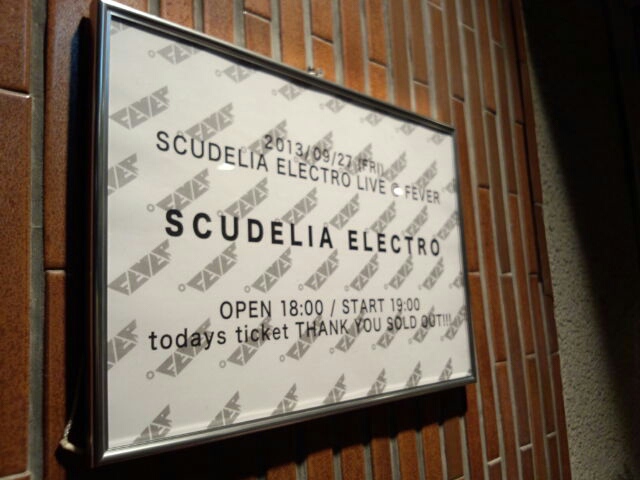 2013/09/27 (FRI)
SCUDELIA ELECTRO LIVE @ FEVER
SCUDELIA ELECTRO
OPEN 18:00 / START 19:00
todays ticket THANK YOU SOLD OUT!!!